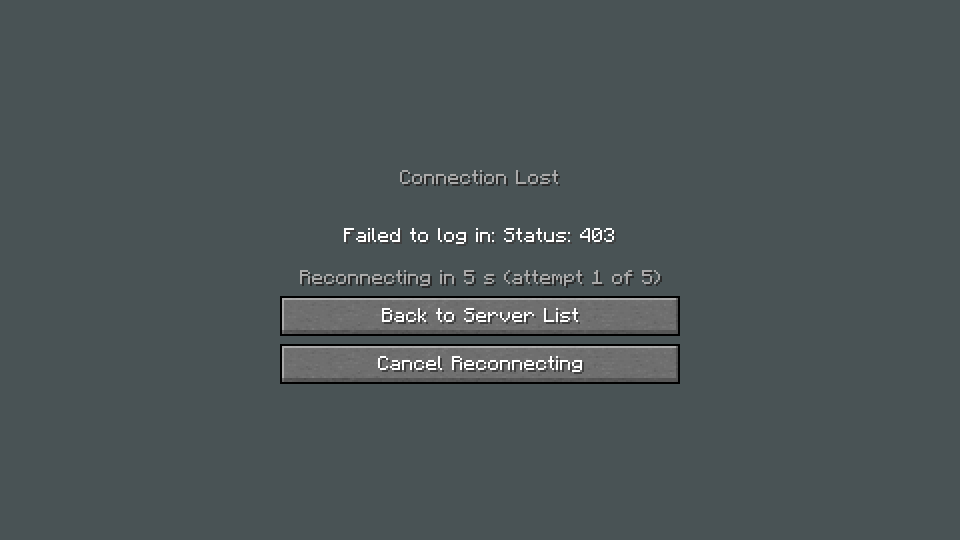 Connection Lost
Failed to log in: Status: 403
Reconnecting in 5 s (attempt 1 of 5)
Back to Server List
Cancel Reconnecting